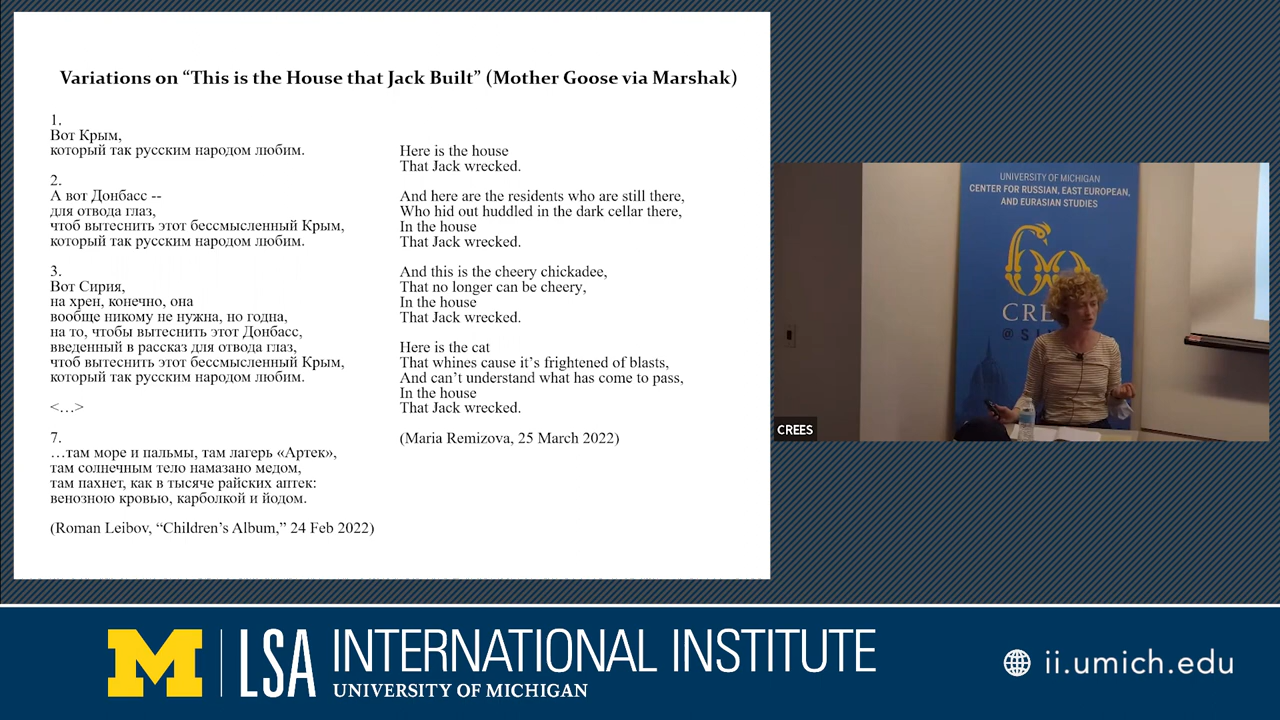 Variations on "This is the House that Jack Built" (Mother Goose via Marshak)
1.
Вот Крым,
который так русским народом любим.
2.
А вот Донбасс --
для отвода глаз,
чтоб вытеснить этот бессмысленный Крым,
который так русским народом любим.
3.
Вот Сирия,
на хрен, конечно, она
вообще никому не нужна, но годна,
на то, чтобы вытеснить этот Донбасс,
введенный в рассказ для отвода глаз,
чтоб вытеснить этот бессмысленный Крым,
который так русским народом любим.
<…>
7.
…там море и пальмы, там лагерь «Артек»,
там солнечным тело намазано медом,
там пахнет, как в тысяче райских аптек:
венозною кровью, карболкой и йодом.
(Roman Leibov, "Children's Album," 24 Feb 2022)
Here is the house
That Jack wrecked.
And here are the residents who are still there,
Who hid out huddled in the dark cellar there,
In the house
That Jack wrecked.
And this is the cheery chickadee,
That no longer can be cheery,
In the house
That Jack wrecked.
Here is the cat
That whines cause it's frightened of blasts,
And can't understand what has come to pass,
In the house
That Jack wrecked.
(Maria Remizova, 25 March 2022)
UNIVERSITY OF MICHIGAN
CENTER FOR RUSSIAN, EAST EUROPEAN,
AND EURASIAN STUDIES
60
CRE
@ S
CREES
M LSA INTERNATIONAL INSTITUTE
UNIVERSITY OF MICHIGAN
ii.umich.edu